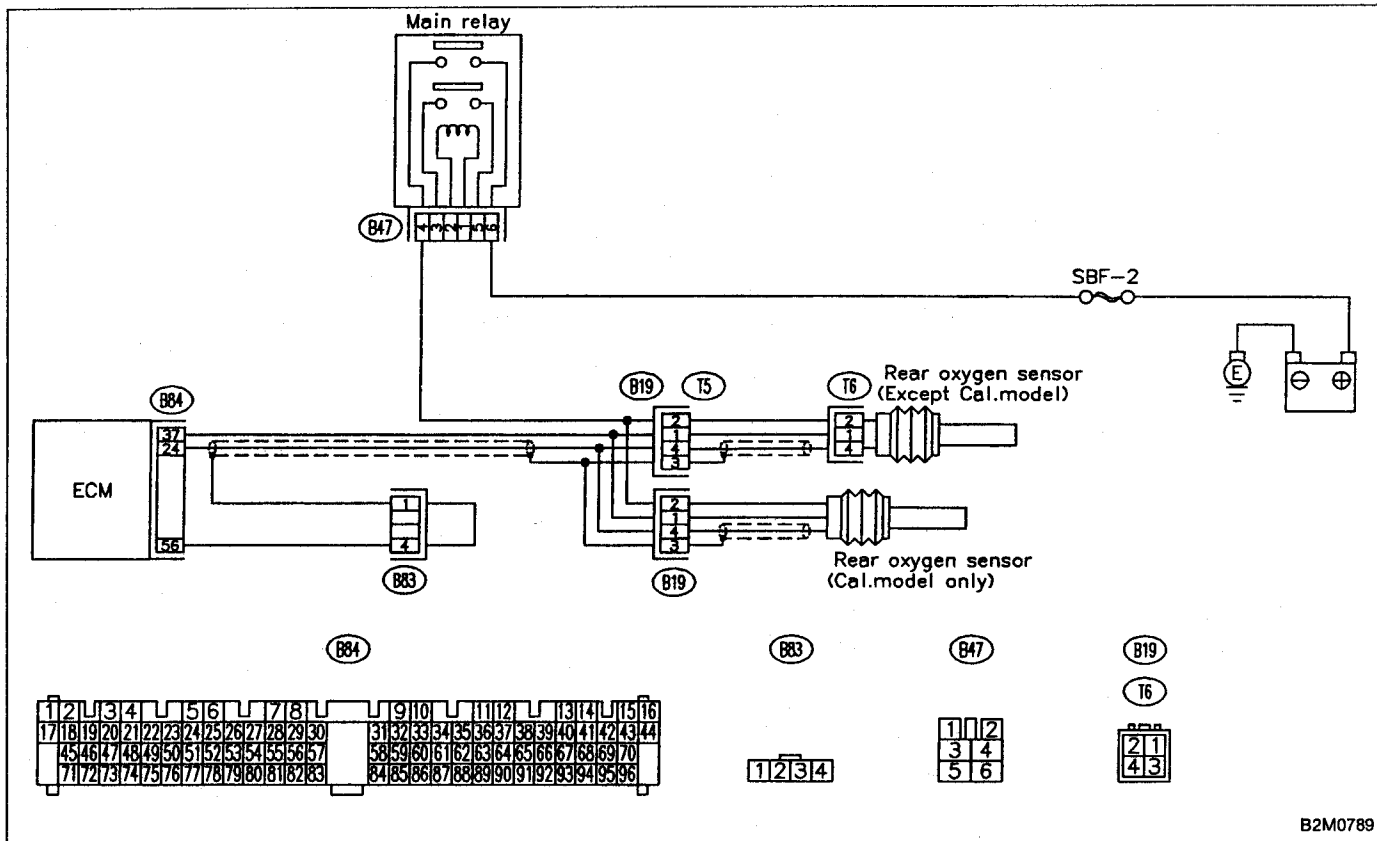 Main relay
B47
4 3 2 1 5 6
SBF-2
E
⊖ ⊕
B84
37
24
56
ECM
1
4
B83
B19
T5
T6
Rear oxygen sensor
(Except Cal.model)
2
1
4
3
2
1
4
2
1
4
3
B19
Rear oxygen sensor
(Cal.model only)
B84
1 2 3 4 5 6 7 8 9 10 11 12 13 14 15 16
17 18 19 20 21 22 23 24 25 26 27 28 29 30 31 32 33 34 35 36 37 38 39 40 41 42 43 44
45 46 47 48 49 50 51 52 53 54 55 56 57 58 59 60 61 62 63 64 65 66 67 68 69 70
71 72 73 74 75 76 77 78 79 80 81 82 83 84 85 86 87 88 89 90 91 92 93 94 95 96
B83
1 2 3 4
B47
1 2
3 4
5 6
B19
T6
2 1
4 3
B2M0789